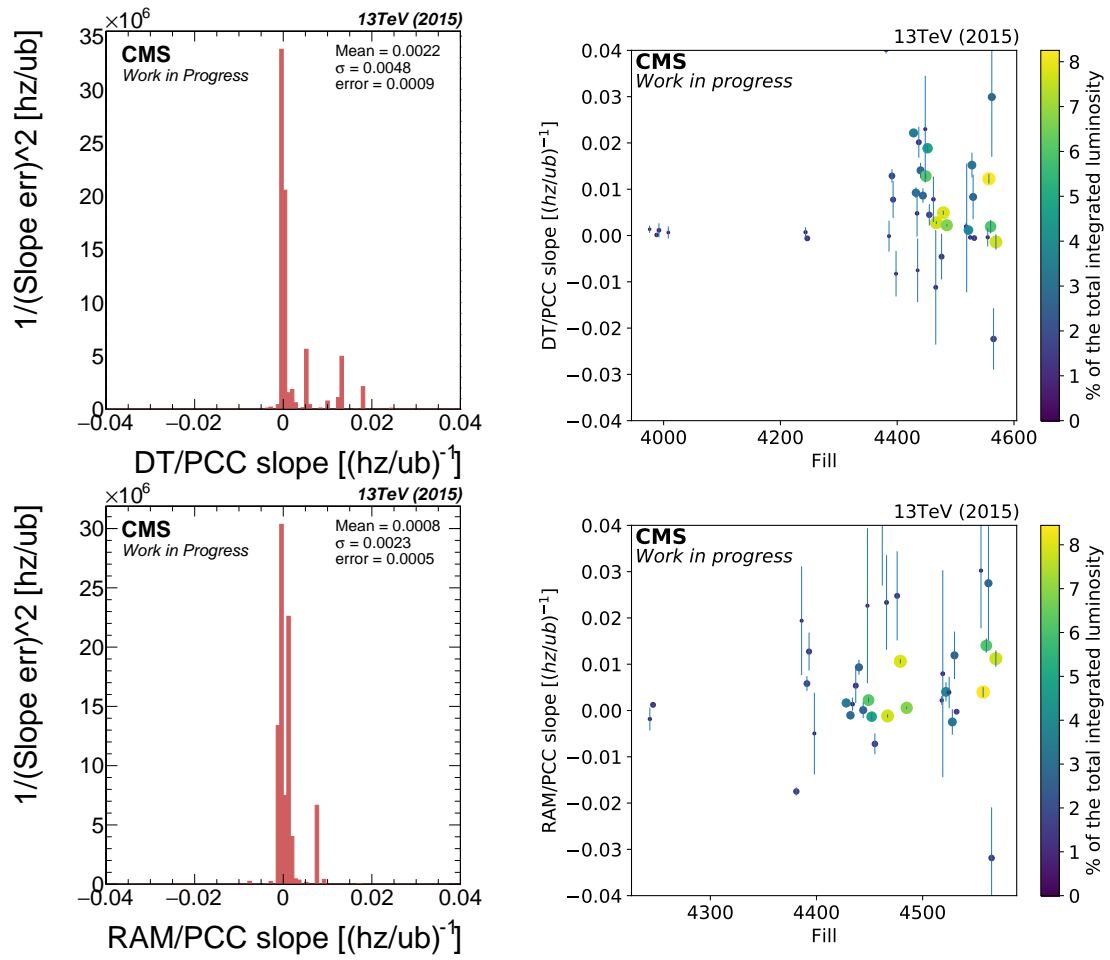 ×10^6
13TeV (2015)
CMS
Work in Progress
Mean = 0.0022
σ = 0.0048
error = 0.0009
1/(Slope err)^2 [hz/ub]
35
30
25
20
15
10
5
0
−0.04
−0.02
0
0.02
0.04
DT/PCC slope [(hz/ub)^-1]
13TeV (2015)
CMS
Work in progress
DT/PCC slope [(hz/ub)^−1]
0.04
0.03
0.02
0.01
0.00
−0.01
−0.02
−0.03
−0.04
4000
4200
4400
4600
Fill
8
7
6
5
4
3
2
1
0
% of the total integrated luminosity
×10^6
13TeV (2015)
CMS
Work in Progress
Mean = 0.0008
σ = 0.0023
error = 0.0005
1/(Slope err)^2 [hz/ub]
30
25
20
15
10
5
0
−0.04
−0.02
0
0.02
0.04
RAM/PCC slope [(hz/ub)^-1]
13TeV (2015)
CMS
Work in progress
RAM/PCC slope [(hz/ub)^−1]
0.04
0.03
0.02
0.01
0.00
−0.01
−0.02
−0.03
−0.04
4300
4400
4500
Fill
8
7
6
5
4
3
2
1
0
% of the total integrated luminosity